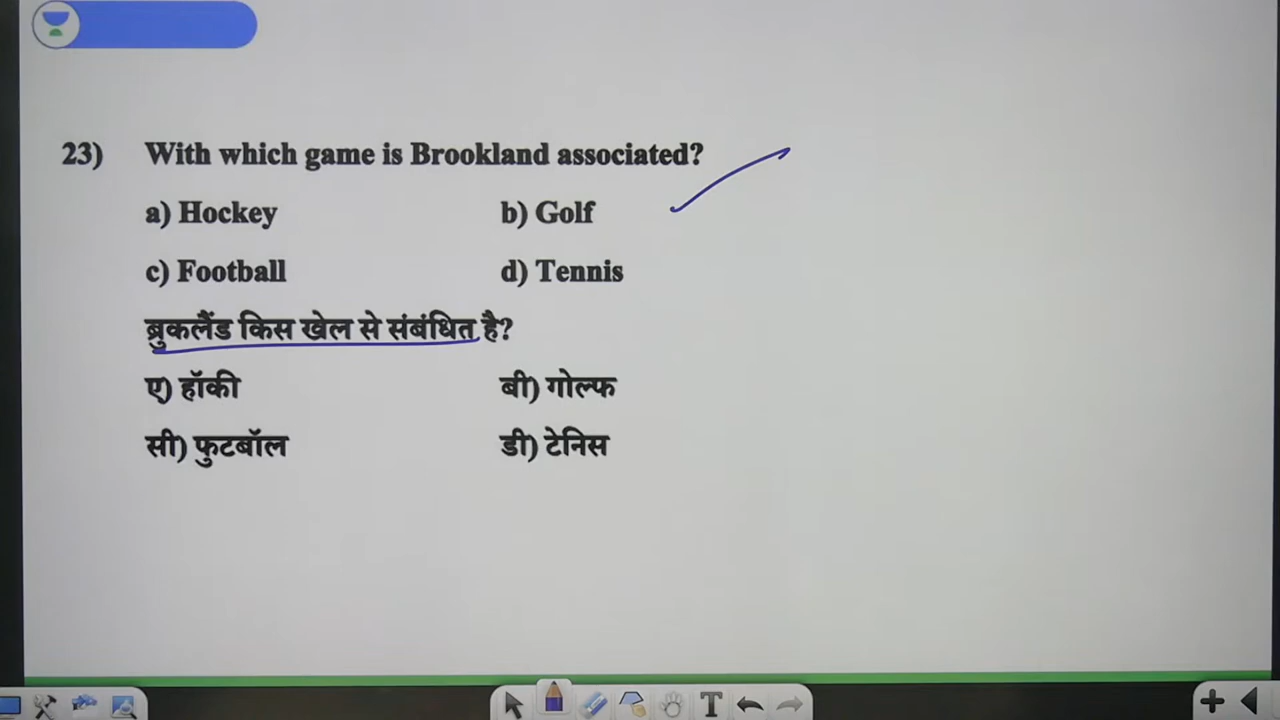 23) With which game is Brookland associated?
a) Hockey b) Golf
c) Football d) Tennis
ब्रुकलैंड किस खेल से संबंधित है?
ए) हॉकी बी) गोल्फ
सी) फुटबॉल डी) टेनिस
T